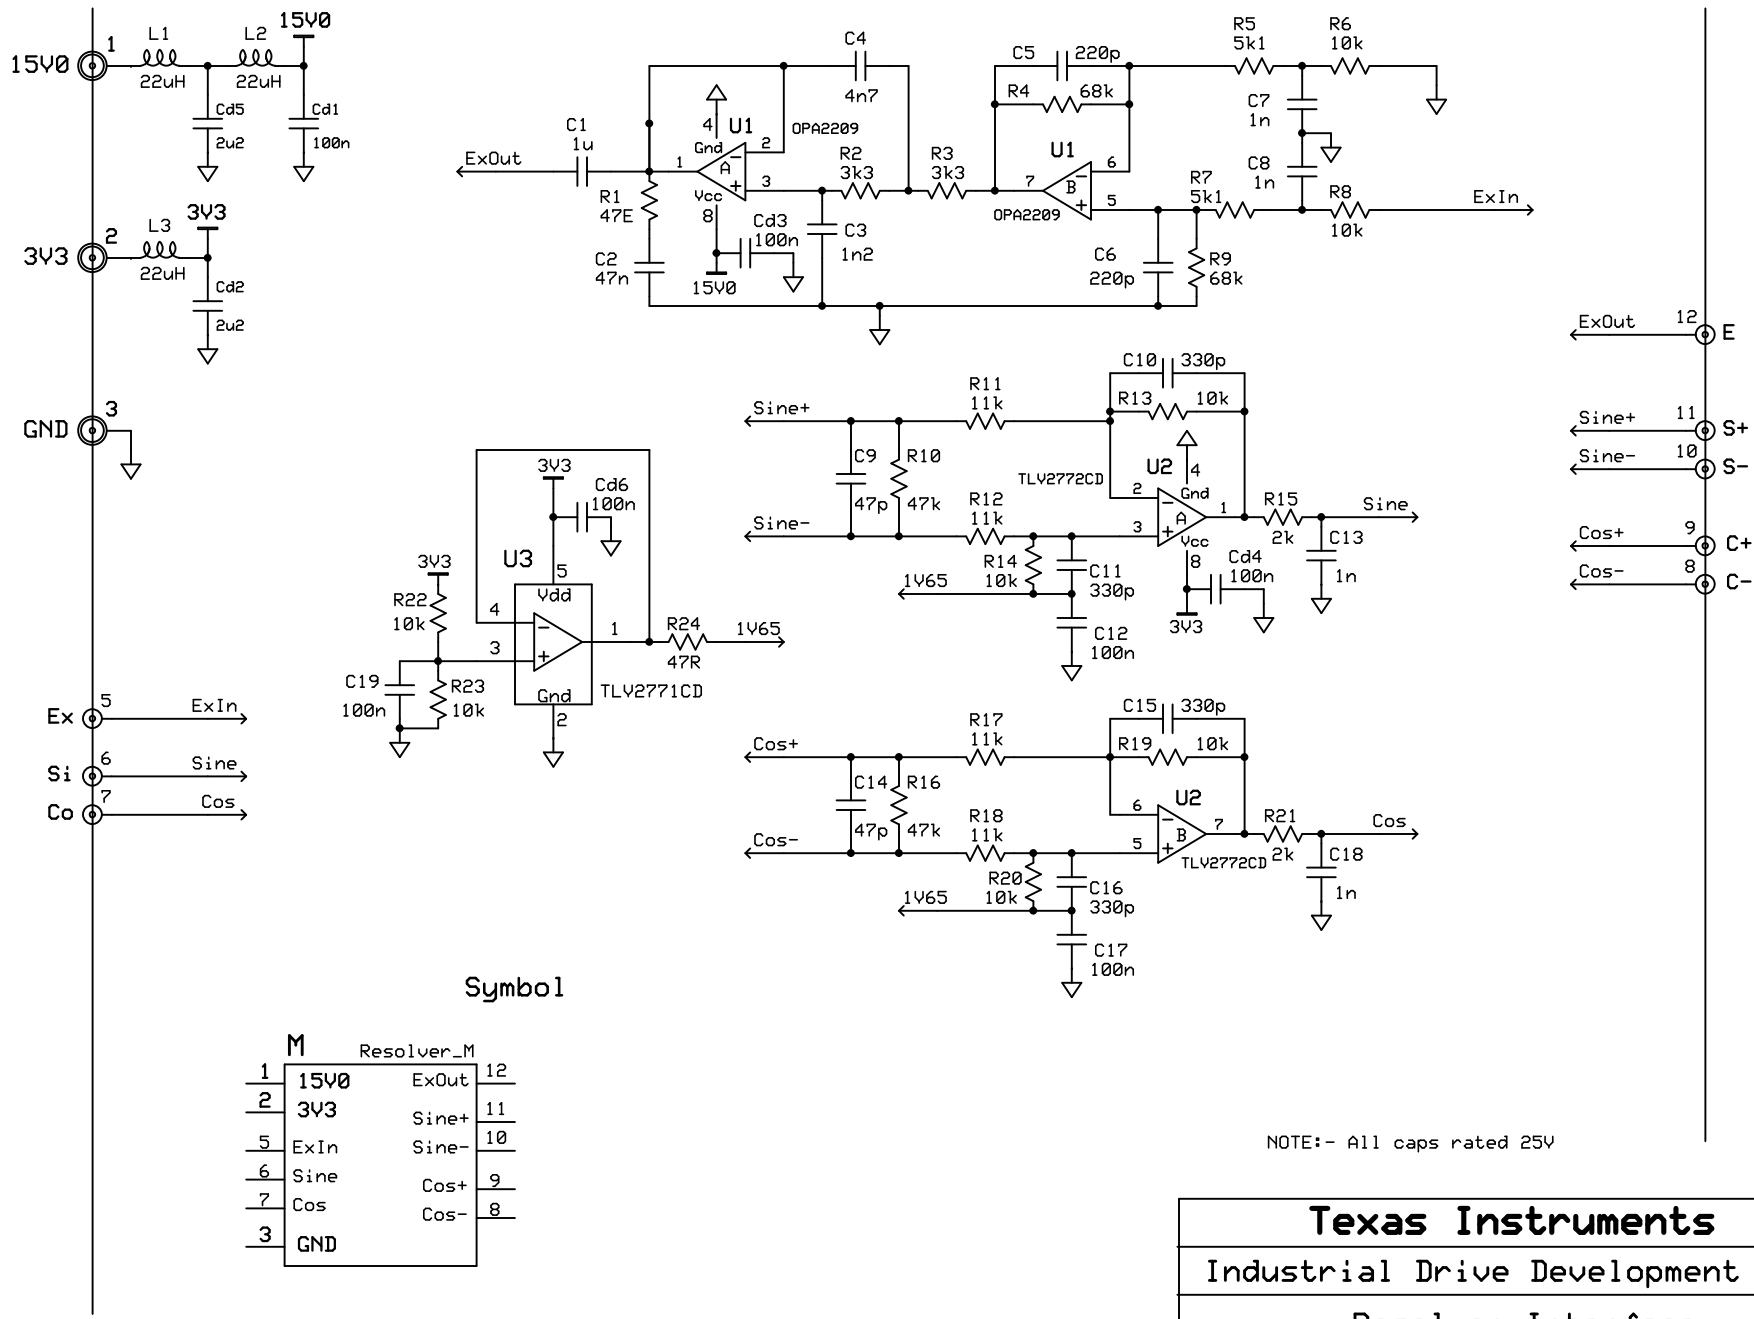 15V0
1
L1
22uH
L2
22uH
15V0
Cd5
2u2
Cd1
100n
3V3
2
L3
22uH
3V3
Cd2
2u2
GND
3
Ex
5
ExIn
Si
6
Sine
Co
7
Cos
ExOut
C1
1u
R1
47E
C2
47n
1
4
Gnd
U1
A
2
3
Vcc
8
15V0
Cd3
100n
OPA2209
C4
4n7
R2
3k3
R3
3k3
C3
1n2
C5
220p
R4
68k
U1
B
7
6
5
OPA2209
R5
5k1
R6
10k
C7
1n
C8
1n
R7
5k1
R8
10k
ExIn
C6
220p
R9
68k
3V3
Cd6
100n
U3
5
Vdd
3V3
R22
10k
4
3
1
R24
47R
1V65
TLV2771CD
Gnd
2
C19
100n
R23
10k
Sine+
Sine-
C9
47p
R10
47k
R11
11k
R12
11k
C10
330p
R13
10k
TLV2772CD
U2
4
Gnd
2
3
A
1
Vcc
8
Cd4
100n
3V3
R14
10k
C11
330p
1V65
C12
100n
R15
2k
C13
1n
Sine
Cos+
Cos-
C14
47p
R16
47k
R17
11k
R18
11k
C15
330p
R19
10k
U2
6
5
B
7
TLV2772CD
R20
10k
C16
330p
1V65
C17
100n
R21
2k
C18
1n
Cos
ExOut
12
E
Sine+
11
S+
Sine-
10
S-
Cos+
9
C+
Cos-
8
C-
Symbol
M
Resolver_M
1
15V0
ExOut
12
2
3V3
Sine+
11
5
ExIn
Sine-
10
6
Sine
Cos+
9
7
Cos
Cos-
8
3
GND
NOTE:- All caps rated 25V
Texas Instruments
Industrial Drive Development